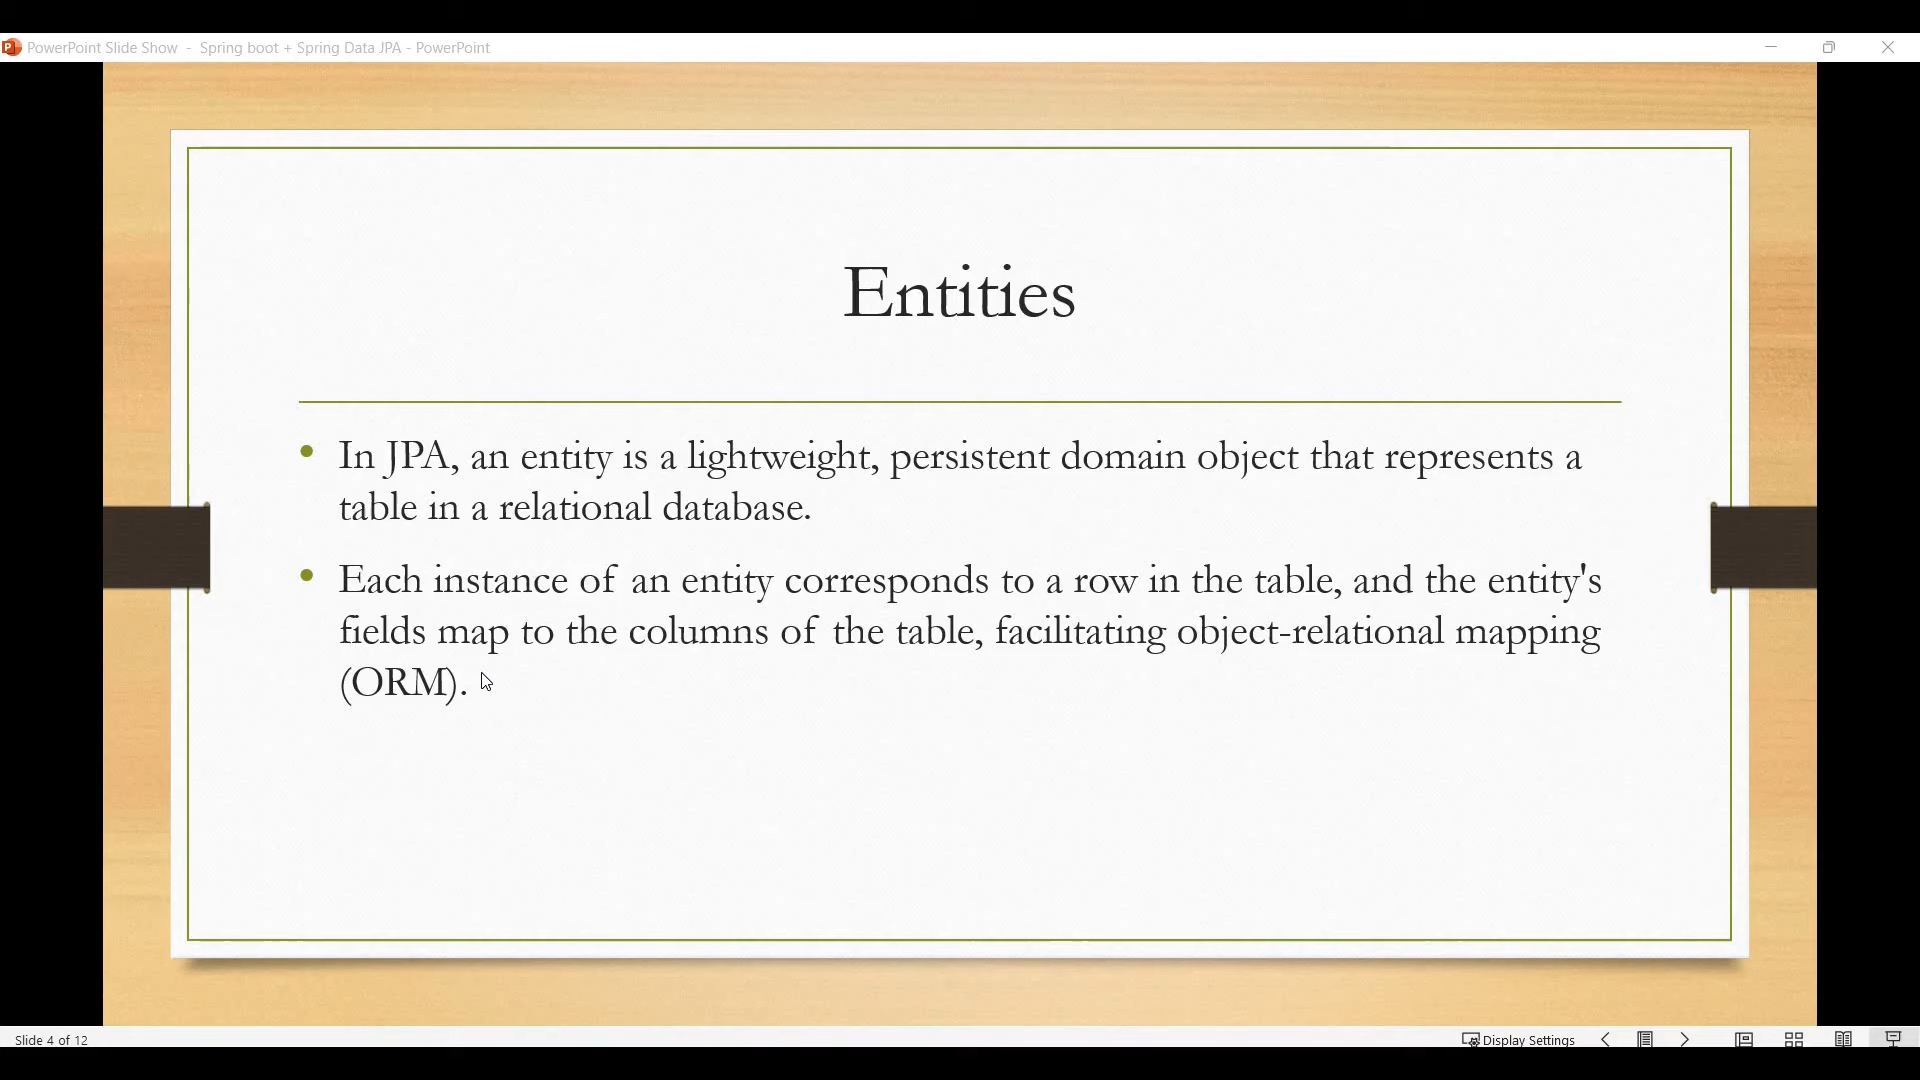 PowerPoint Slide Show - Spring boot + Spring Data JPA - PowerPoint
Entities
• In JPA, an entity is a lightweight, persistent domain object that represents a
table in a relational database.
• Each instance of an entity corresponds to a row in the table, and the entity's
fields map to the columns of the table, facilitating object-relational mapping
(ORM).
Slide 4 of 12
Display Settings